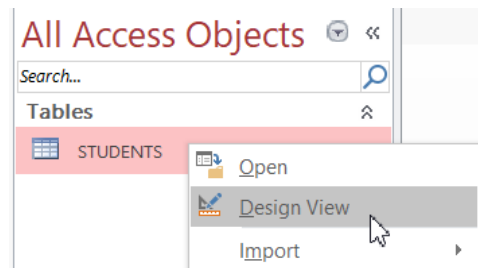 All Access Objects
Search...
Tables
STUDENTS
Open
Design View
Import